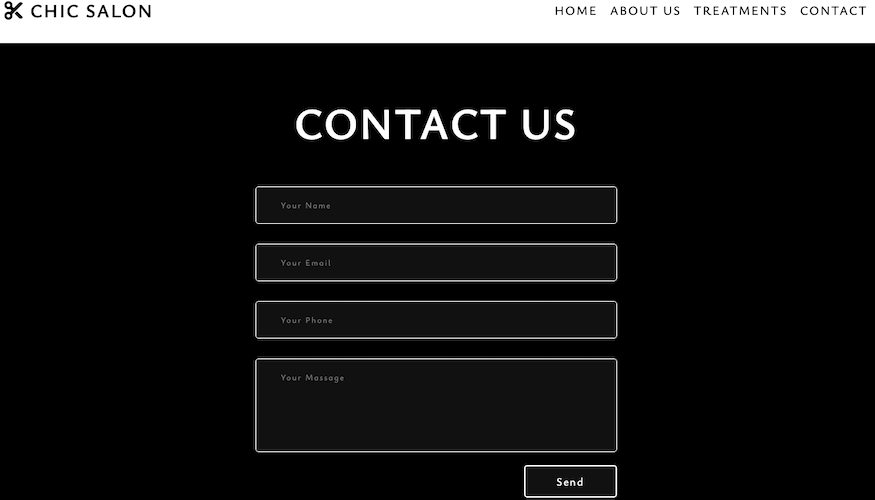 CHIC SALON
HOME ABOUT US TREATMENTS CONTACT
CONTACT US
Your Name
Your Email
Your Phone
Your Massage
Send